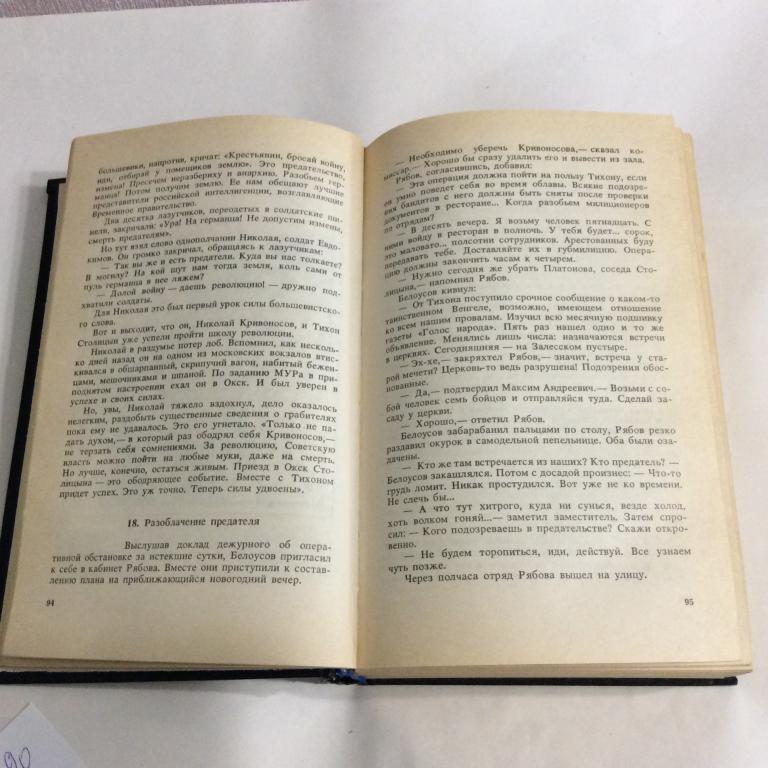 большевики, напротив, кричат: «Крестьянин, бросай войну,
иди, отбирай у помещиков землю». Это предательство,
измена! Пресечем неразбериху и анархию. Разобьем гер-
манца! Потом получим землю. Ее нам обещают лучшие
представители российской интеллигенции, возглавляющие
Временное правительство.
Два десятка лазутчиков, переодетых в солдатские ши-
нели, закричали: «Ура! На германца! Не допустим измены,
смерть предателям».
Но тут взял слово однополчанин Николая, солдат Евдо-
кимов. Он громко закричал, обращаясь к лазутчикам:
— Так вы же и есть предатели. Куда вы нас толкаете?
В могилу? На кой шут нам тогда земля, коль сами от
пуль германца в нее ляжем?
— Долой войну — даешь революцию! — дружно под-
хватили солдаты.
Для Николая это был первый урок силы большевистско-
го слова.
Вот и выходит, что он, Николай Кривоносов, и Тихон
Столицын уже успели пройти школу революции.
Николай в раздумье потер лоб. Вспомнил, как несколь-
ко дней назад он на одном из московских вокзалов втис-
кивался в обшарпанный, скрипучий вагон, набитый бежен-
цами, мешочниками и шпаной. По заданию МУРа в при-
поднятом настроении ехал он в Окск. И был уверен в
успехе и своих силах.
Но, увы, Николай тяжело вздохнул, дело оказалось
нелегким, раздобыть существенные сведения о грабителях
пока ему не удавалось. Это его угнетало. «Только не па-
дать духом,— в который раз ободрял себя Кривоносов,—
не терзать себя сомнениями. За революцию, Советскую
власть можно пойти на любые муки, даже на смерть.
Но лучше, конечно, остаться живым. Приезд в Окск Сто-
лицына — это ободряющее событие. Вместе с Тихоном
придет успех. Это уж точно. Теперь силы удвоены».
18. Разоблачение предателя
Выслушав доклад дежурного об опера-
тивной обстановке за истекшие сутки, Белоусов пригласил
к себе в кабинет Рябова. Вместе они приступили к состав-
лению плана на приближающийся новогодний вечер.
94
— Необходимо уберечь Кривоносова,— сказал ко-
миссар.— Хорошо бы сразу удалить его и вывести из зала.
Рябов, согласившись, добавил:
— Эта операция должна пойти на пользу Тихону, если
он умно поведет себя во время облавы. Всякие подозре-
ния бандитов с него должны быть сняты после проверки
документов в ресторане... Когда разобьем милиционеров
по отрядам?
— В десять вечера. Я возьму человек пятнадцать. С
ними войду в ресторан в полночь. У тебя будет... сорок,
это маловато... полсотни сотрудников. Арестованных буду
передавать тебе. Доставляйте их в губмилицию. Опера-
цию должны закончить часам к четырем.
— Нужно сегодня же убрать Платонова, соседа Сто-
лицына,— напомнил Рябов.
Белоусов кивнул:
— От Тихона поступило срочное сообщение о каком-то
таинственном Венгеле, возможно, имеющем отношение
ко всем нашим провалам. Изучил всю месячную подшивку
газеты «Голос народа». Пять раз нашел одно и то же
объявление. Менялись лишь числа: назначаются встречи
в церквях. Сегодняшняя — на Залесском пустыре.
— Эх-хе,— закряхтел Рябов,— значит, встреча у ста-
рой мечети? Церковь-то ведь разрушена! Подозрения обос-
нованные.
— Да,— подтвердил Максим Андреевич.— Возьми с со-
бой человек семь бойцов и отправляйся туда. Сделай за-
саду у церкви.
— Хорошо,— ответил Рябов.
Белоусов забарабанил пальцами по столу, Рябов резко
раздавил окурок в самодельной пепельнице. Оба были оза-
дачены.
— Кто же там встречается из наших? Кто предатель? —
Белоусов закашлялся. Потом с досадой произнес: — Что-то
грудь ломит. Никак простудился. Вот уже не ко времени.
Не слечь бы...
— А что тут хитрого, куда ни сунься, везде холод,
хоть волком гоняй...— заметил заместитель. Затем спро-
сил: — Кого подозреваешь в предательстве? Скажи откро-
венно.
— Не будем торопиться, иди, действуй. Все узнаем
чуть позже.
Через полчаса отряд Рябова вышел на улицу.
95
90